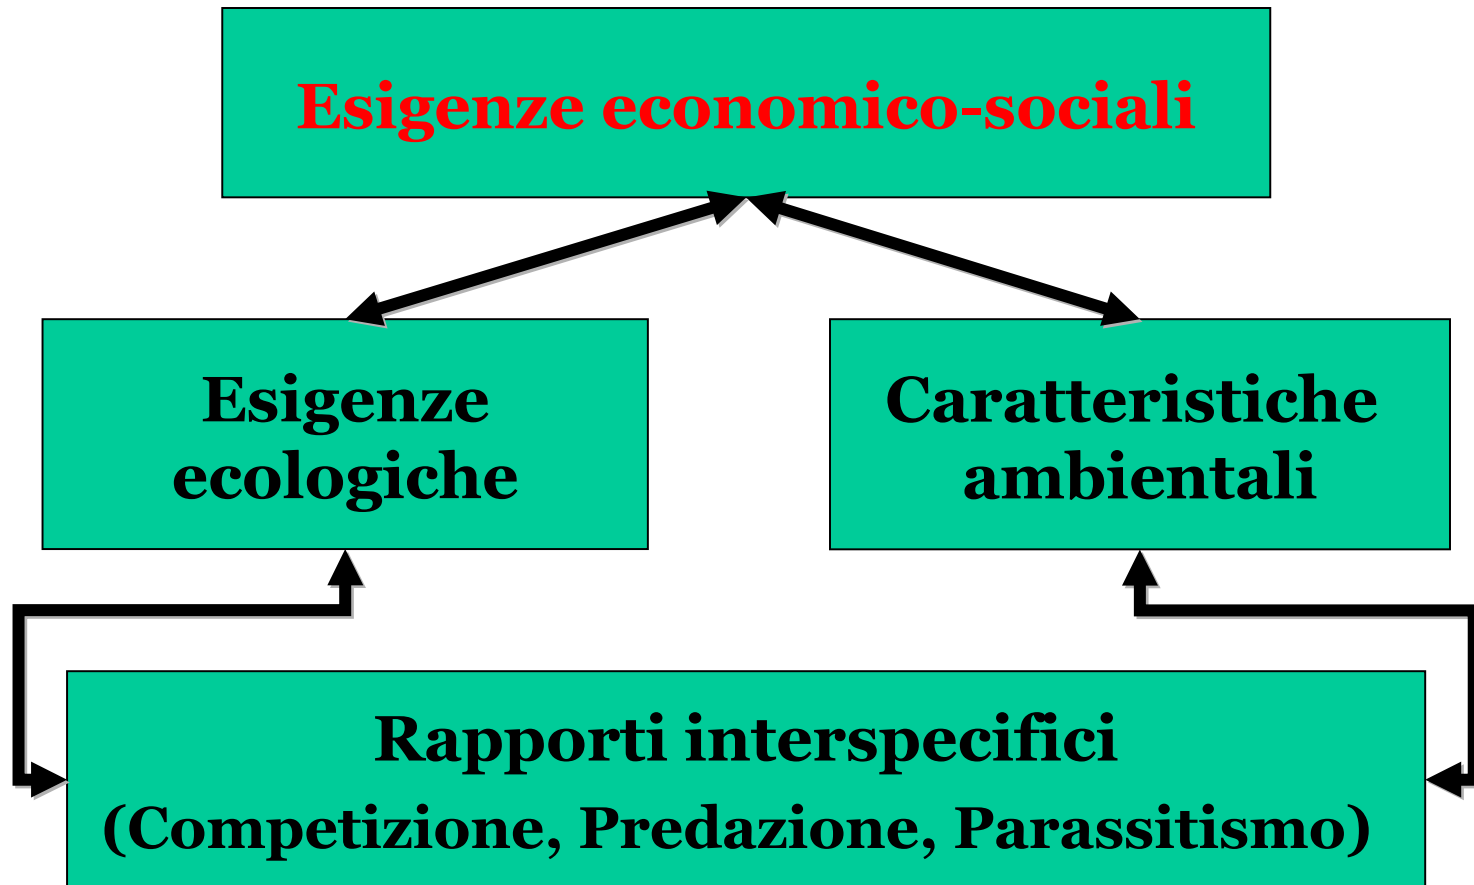 Esigenze economico-sociali
Esigenze
ecologiche
Caratteristiche
ambientali
Rapporti interspecifici
(Competizione, Predazione, Parassitismo)